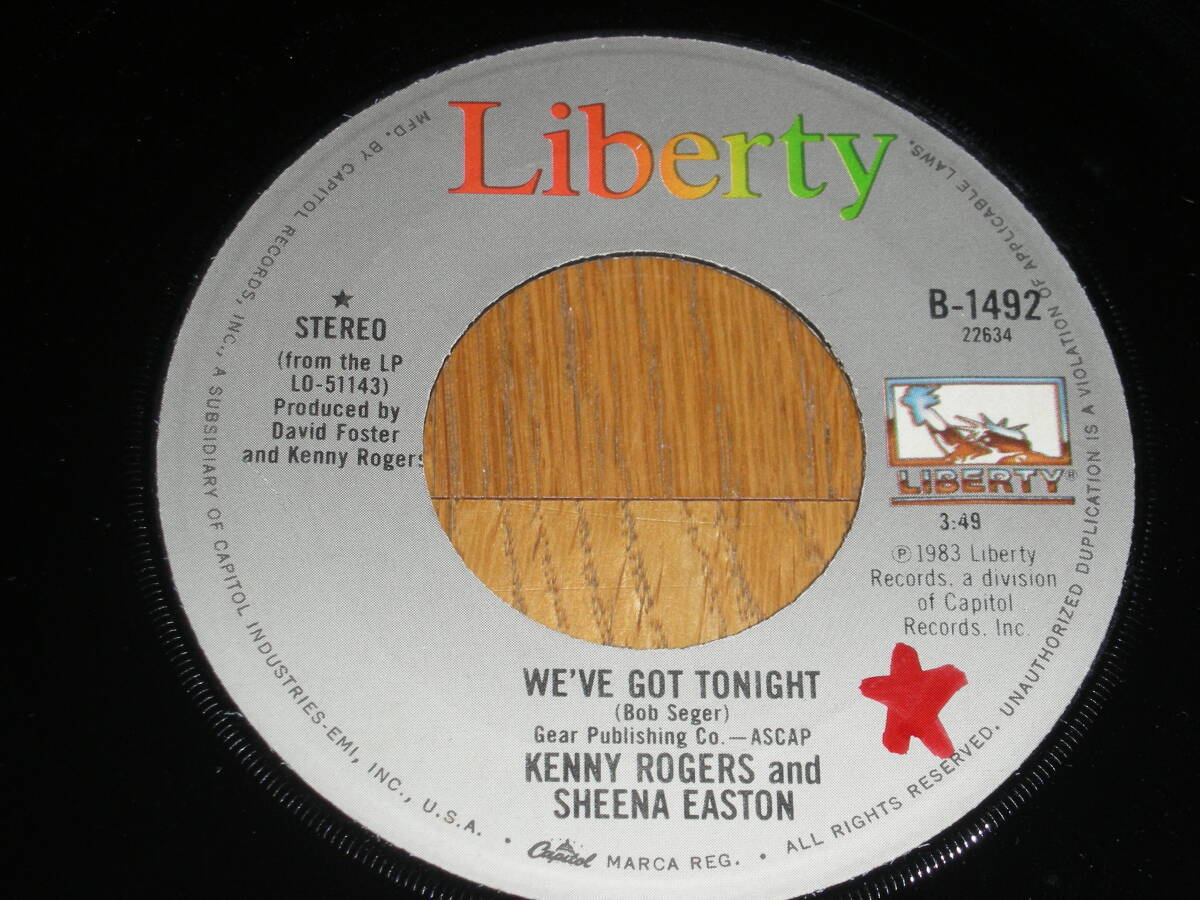 Liberty
STEREO
(from the LP
LO-51143)
Produced by
David Foster
and Kenny Rogers
B-1492
22634
LIBERTY®
3:49
Ⓟ 1983 Liberty
Records, a division
of Capitol
Records, Inc.
WE'VE GOT TONIGHT
(Bob Seger)
Gear Publishing Co.—ASCAP
KENNY ROGERS and
SHEENA EASTON
MFD. BY CAPITOL RECORDS, INC., A SUBSIDIARY OF CAPITOL INDUSTRIES-EMI, INC., U.S.A. • Capitol MARCA REG. • ALL RIGHTS RESERVED. UNAUTHORIZED DUPLICATION IS A VIOLATION OF APPLICABLE LAWS.